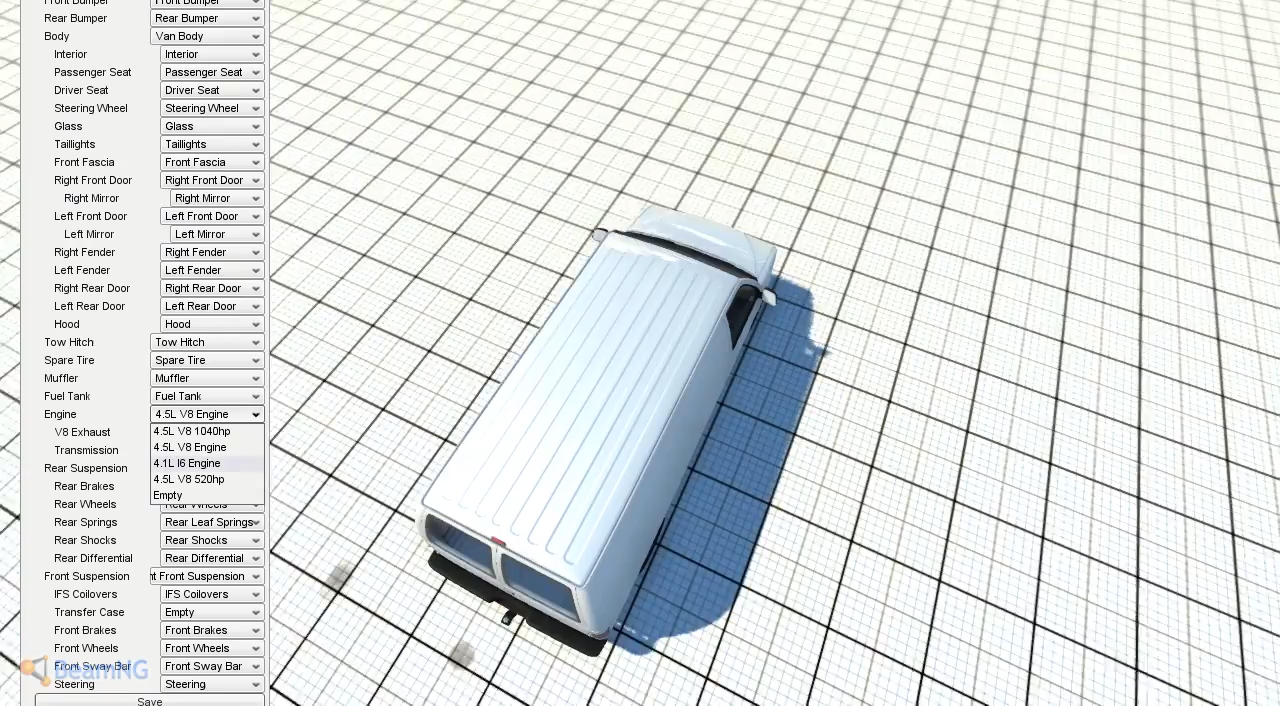 Front Bumper Front Bumper
Rear Bumper Rear Bumper
Body Van Body
Interior Interior
Passenger Seat Passenger Seat
Driver Seat Driver Seat
Steering Wheel Steering Wheel
Glass Glass
Taillights Taillights
Front Fascia Front Fascia
Right Front Door Right Front Door
Right Mirror Right Mirror
Left Front Door Left Front Door
Left Mirror Left Mirror
Right Fender Right Fender
Left Fender Left Fender
Right Rear Door Right Rear Door
Left Rear Door Left Rear Door
Hood Hood
Tow Hitch Tow Hitch
Spare Tire Spare Tire
Muffler Muffler
Fuel Tank Fuel Tank
Engine 4.5L V8 Engine
V8 Exhaust 4.5L V8 1040hp
4.5L V8 Engine
Transmission
4.1L I6 Engine
Rear Suspension
4.5L V8 520hp
Rear Brakes
Empty
Rear Wheels Rear Wheels
Rear Springs Rear Leaf Springs
Rear Shocks Rear Shocks
Rear Differential Rear Differential
Front Suspension nt Front Suspension
IFS Coilovers IFS Coilovers
Transfer Case Empty
Front Brakes Front Brakes
Front Wheels Front Wheels
Front Sway Bar Front Sway Bar
BeamNG
Steering Steering
Save